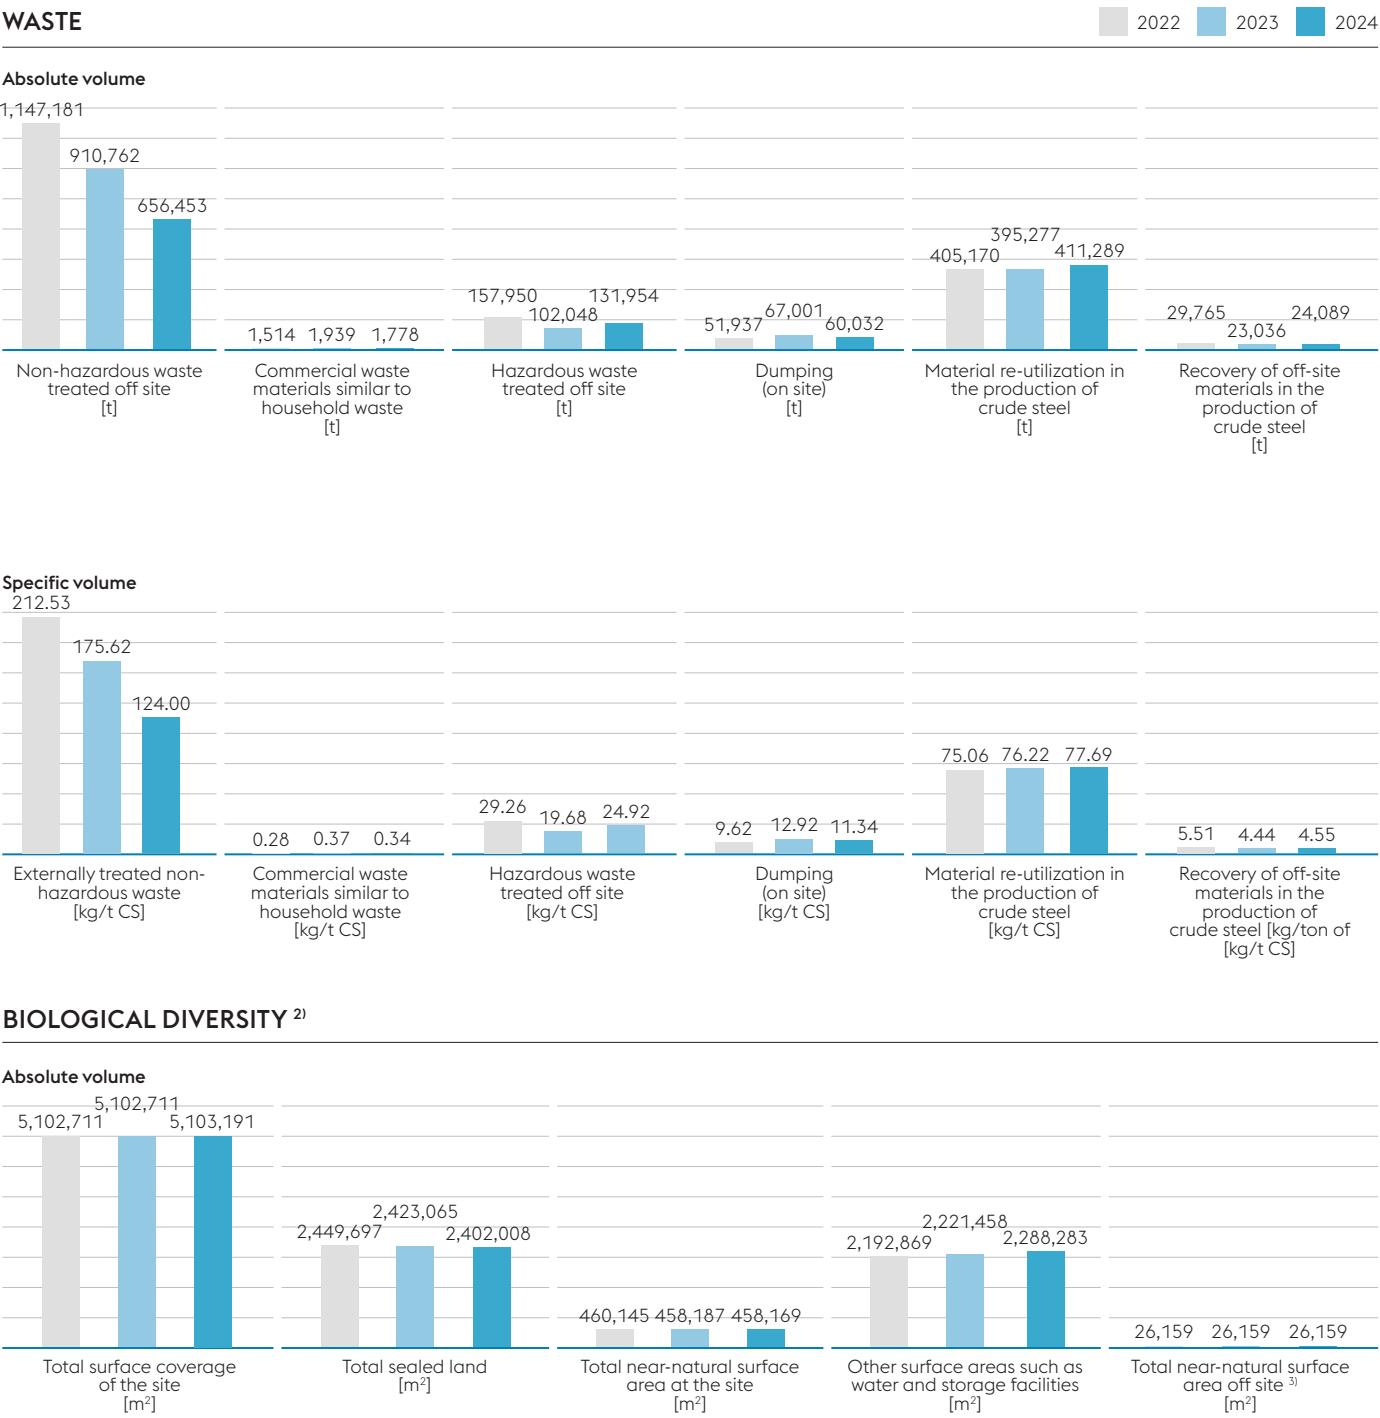 WASTE
2022 2023 2024
Absolute volume
1,147,181
910,762
656,453
1,514 1,939 1,778
157,950
102,048
131,954
51,937
67,001
60,032
405,170
395,277
411,289
29,765
23,036
24,089
Non-hazardous waste
treated off site
[t]
Commercial waste
materials similar to
household waste
[t]
Hazardous waste
treated off site
[t]
Dumping
(on site)
[t]
Material re-utilization in
the production of
crude steel
[t]
Recovery of off-site
materials in the
production of
crude steel
[t]
Specific volume
212.53
175.62
124.00
0.28 0.37 0.34
29.26
19.68
24.92
9.62
12.92
11.34
75.06 76.22 77.69
5.51 4.44 4.55
Externally treated non-
hazardous waste
[kg/t CS]
Commercial waste
materials similar to
household waste
[kg/t CS]
Hazardous waste
treated off site
[kg/t CS]
Dumping
(on site)
[kg/t CS]
Material re-utilization in
the production of
crude steel
[kg/t CS]
Recovery of off-site
materials in the
production of
crude steel [kg/ton of
[kg/t CS]
BIOLOGICAL DIVERSITY 2)
Absolute volume
5,102,711
5,102,711
5,103,191
2,449,697
2,423,065
2,402,008
460,145 458,187 458,169
2,192,869
2,221,458
2,288,283
26,159 26,159 26,159
Total surface coverage
of the site
[m²]
Total sealed land
[m²]
Total near-natural surface
area at the site
[m²]
Other surface areas such as
water and storage facilities
[m²]
Total near-natural surface
area off site 3)
[m²]